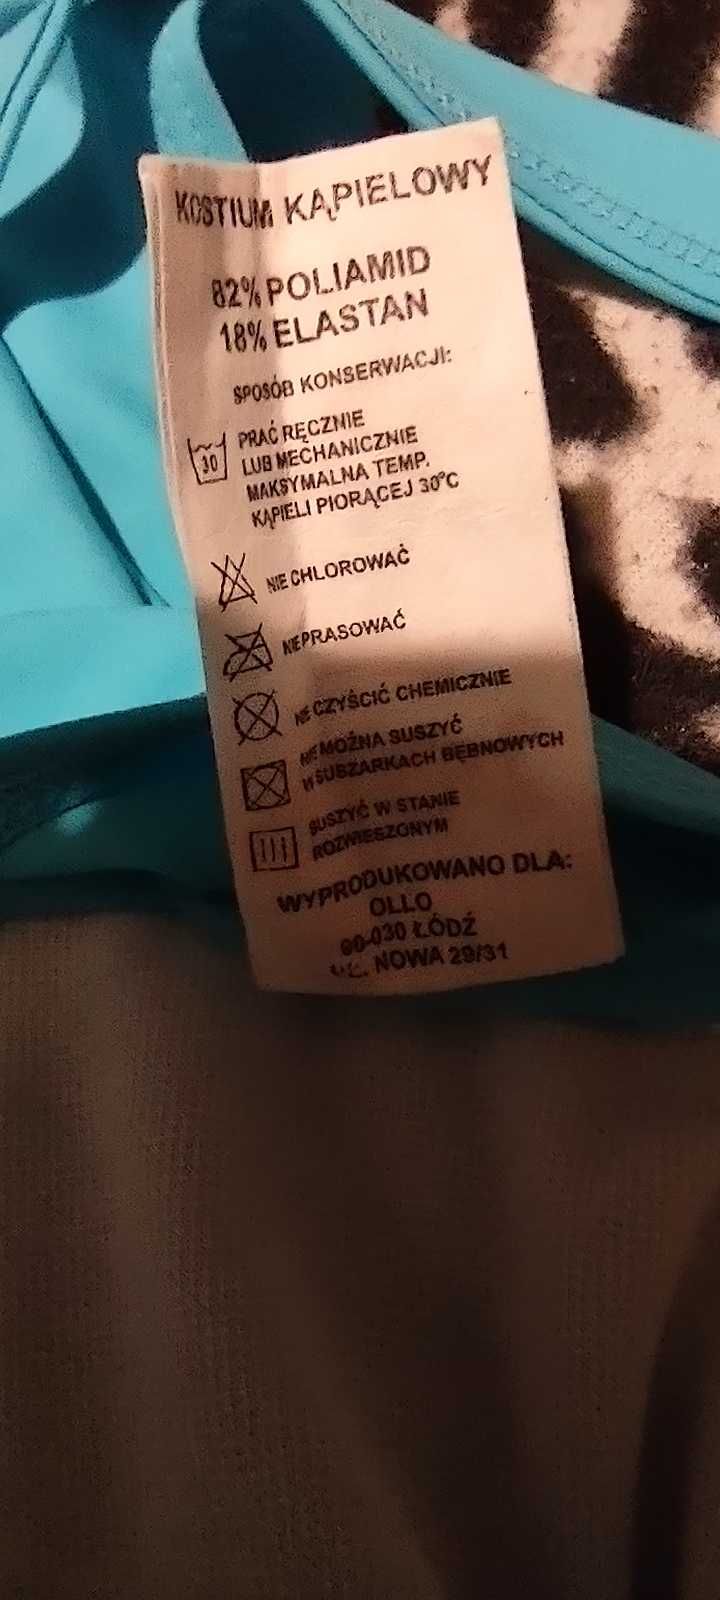 KOSTIUM KĄPIELOWY
82% POLIAMID
18% ELASTAN
SPOSÓB KONSERWACJI:
30
PRAĆ RĘCZNIE
LUB MECHANICZNIE
MAKSYMALNA TEMP.
KĄPIELI PIORĄCEJ 30°C
NIE CHLOROWAĆ
NIE PRASOWAĆ
NIE CZYŚCIĆ CHEMICZNIE
NIE MOŻNA SUSZYĆ
W SUSZARKACH BĘBNOWYCH
SUSZYĆ W STANIE
ROZWIESZONYM
WYPRODUKOWANO DLA:
OLLO
90-030 ŁÓDŹ
UL. NOWA 29/31